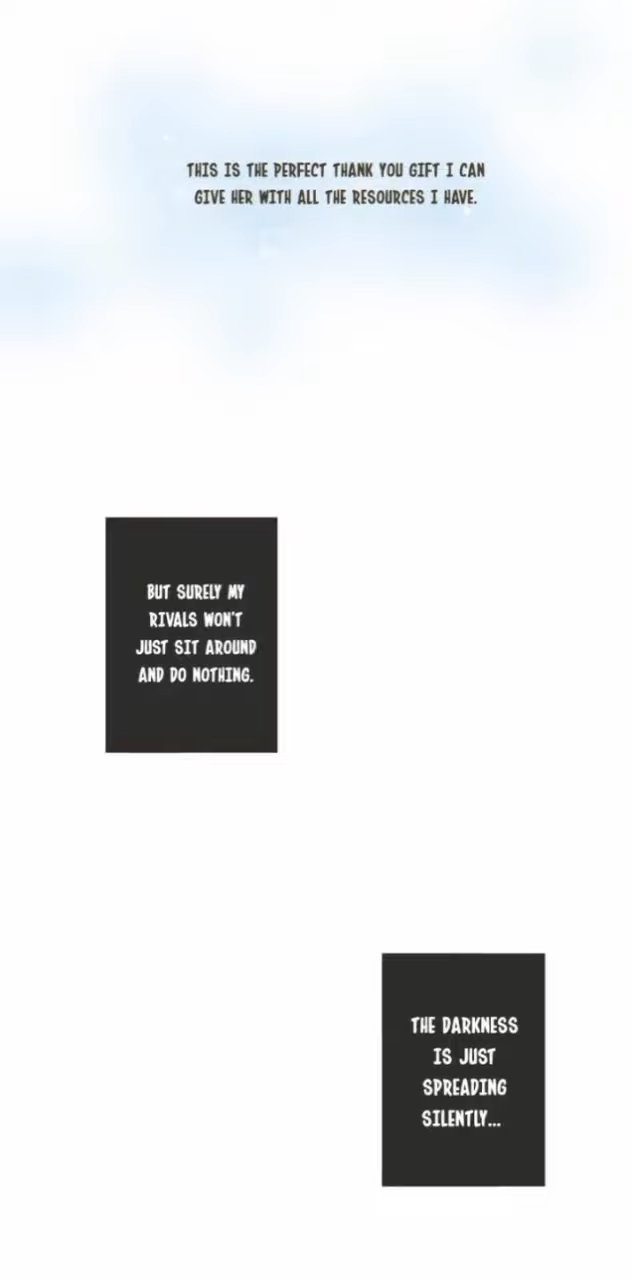 THIS IS THE PERFECT THANK YOU GIFT I CAN
GIVE HER WITH ALL THE RESOURCES I HAVE.
BUT SURELY MY
RIVALS WON'T
JUST SIT AROUND
AND DO NOTHING.
THE DARKNESS
IS JUST
SPREADING
SILENTLY...